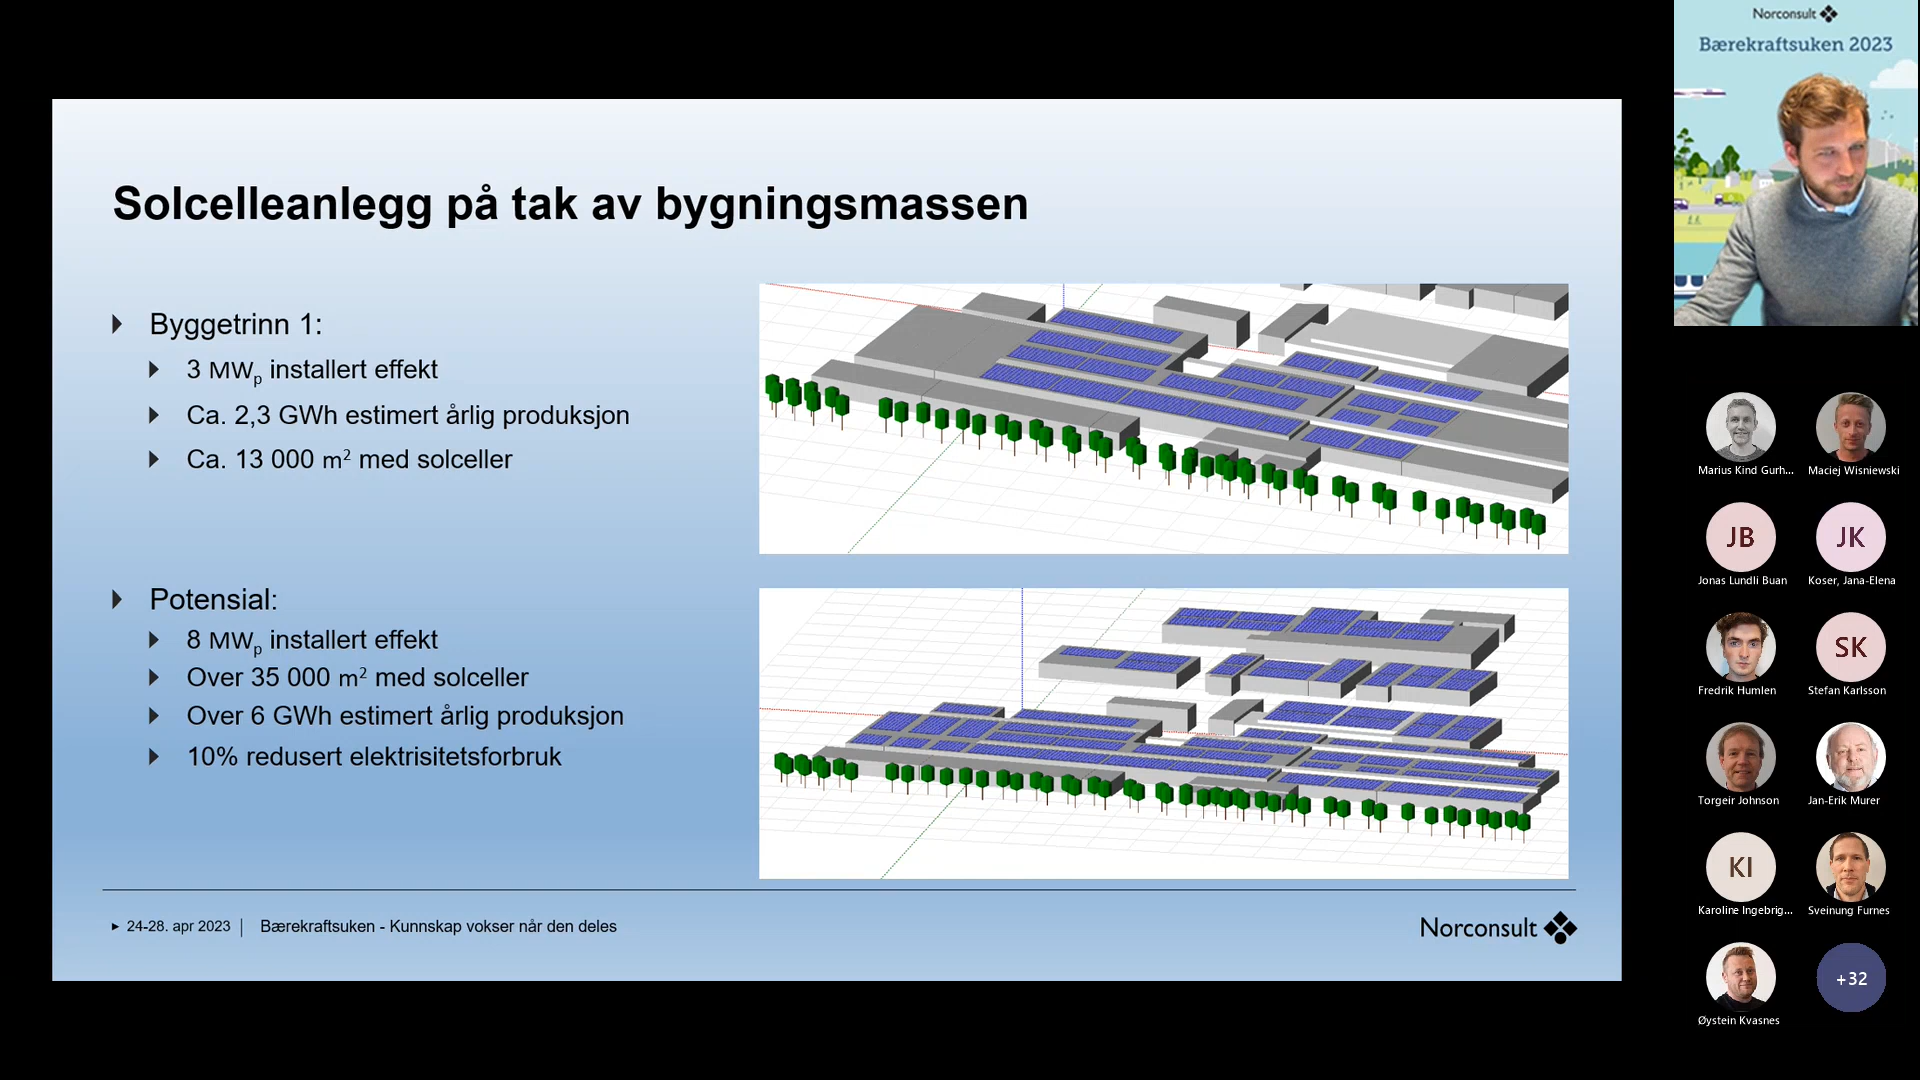 Solcelleanlegg på tak av bygningsmassen
Byggetrinn 1:
3 MWp installert effekt
Ca. 2,3 GWh estimert årlig produksjon
Ca. 13 000 m² med solceller
Potensial:
8 MWp installert effekt
Over 35 000 m² med solceller
Over 6 GWh estimert årlig produksjon
10% redusert elektrisitetsforbruk
24-28. apr 2023
Bærekraftsuken - Kunnskap vokser når den deles
Norconsult
Norconsult
Bærekraftsuken 2023
Marius Kind Gurh...
Maciej Wisniewski
JB
JK
Jonas Lundli Buan
Koser, Jana-Elena
SK
Fredrik Humlen
Stefan Karlsson
Torgeir Johnson
Jan-Erik Murer
KI
Karoline Ingebrig...
Sveinung Furnes
+32
Øystein Kvasnes